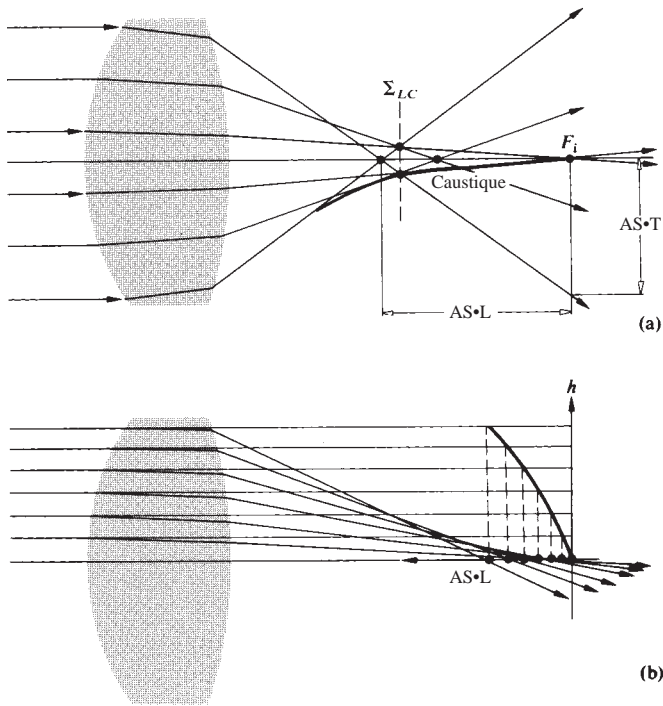 Σ_LC
F_i
Caustique
AS•T
AS•L
(a)
h
AS•L
(b)